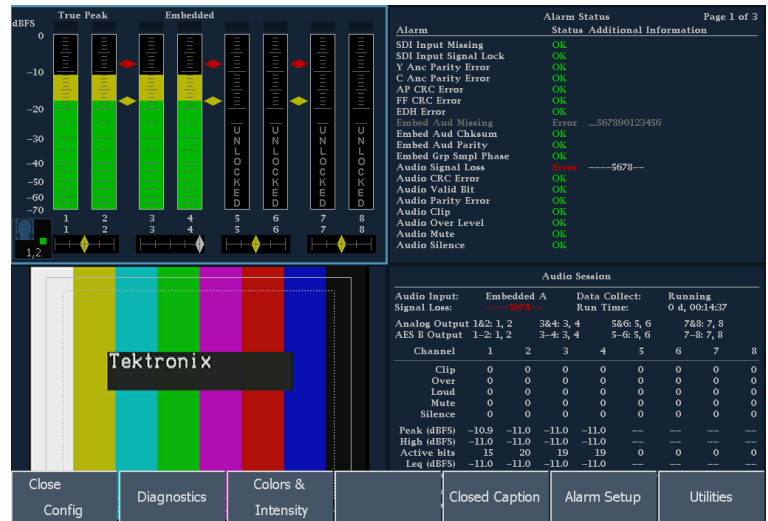 True Peak Embedded
dBFS
0
-10
-20
-30
-40
-50
-60
-70
UNLOCKED UNLOCKED UNLOCKED UNLOCKED
1 2 3 4 5 6 7 8
1 2 3 4 5 6 7 8
1,2
Alarm Status Page 1 of 3
Alarm Status Additional Information
SDI Input Missing OK
SDI Input Signal Lock OK
Y Anc Parity Error OK
C Anc Parity Error OK
AP CRC Error OK
FF CRC Error OK
EDH Error OK
Embed Aud Missing Error ....567890123456
Embed Aud Chksum OK
Embed Aud Parity OK
Embed Grp Smpl Phase OK
Audio Signal Loss Error ----5678--
Audio CRC Error OK
Audio Valid Bit OK
Audio Parity Error OK
Audio Clip OK
Audio Over Level OK
Audio Mute OK
Audio Silence OK
Tektronix
Audio Session
Audio Input: Embedded A Data Collect: Running
Signal Loss: ----5678-- Run Time: 0 d, 00:14:37
Analog Output 1&2: 1, 2 3&4: 3, 4 5&6: 5, 6 7&8: 7, 8
AES B Output 1-2: 1, 2 3-4: 3, 4 5-6: 5, 6 7-8: 7, 8
Channel 1 2 3 4 5 6 7 8
Clip 0 0 0 0 0 0 0 0
Over 0 0 0 0 0 0 0 0
Loud 0 0 0 0 0 0 0 0
Mute 0 0 0 0 0 0 0 0
Silence 0 0 0 0 0 0 0 0
Peak (dBFS) -10.9 -11.0 -11.0 -11.0 -- -- -- --
High (dBFS) -11.0 -11.0 -11.0 -11.0 -- -- -- --
Active bits 15 20 19 19 0 0 0 0
Leq (dBFS) -11.0 -11.0 -11.0 -11.0 -- -- -- --
Close Config
Diagnostics
Colors & Intensity
Closed Caption
Alarm Setup
Utilities